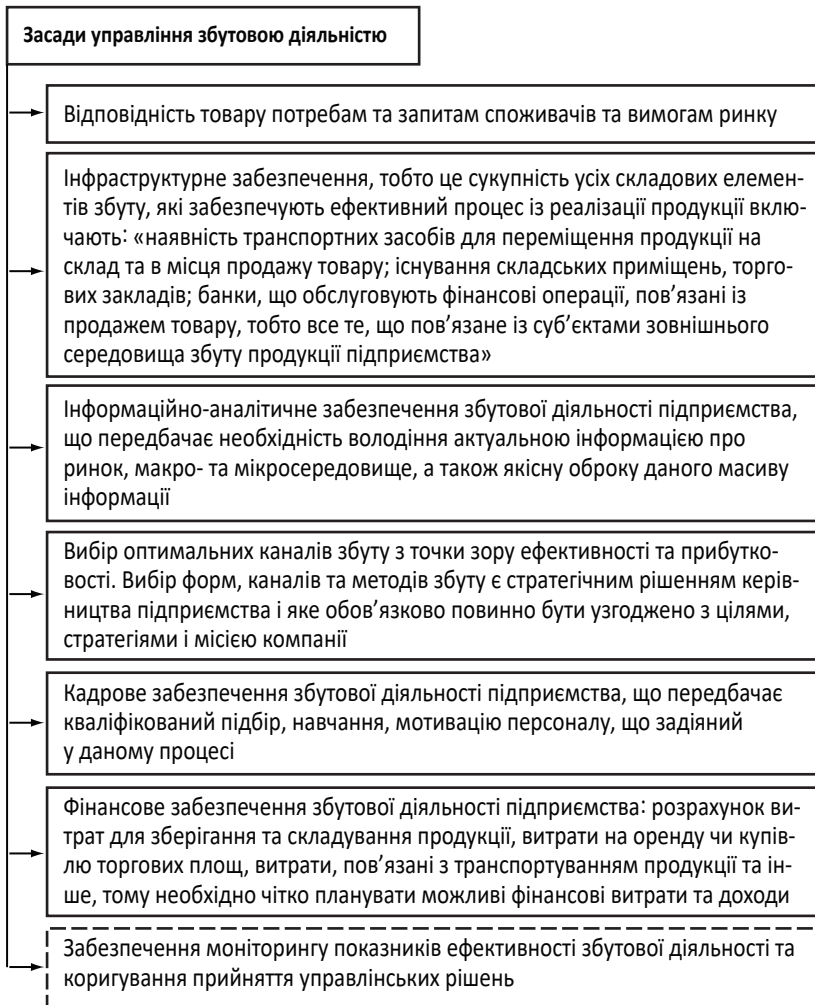 Засади управління збутовою діяльністю
Відповідність товару потребам та запитам споживачів та вимогам ринку
Інфраструктурне забезпечення, тобто це сукупність усіх складових елемен-
тів збуту, які забезпечують ефективний процес із реалізації продукції вклю-
чають: «наявність транспортних засобів для переміщення продукції на
склад та в місця продажу товару; існування складських приміщень, торго-
вих закладів; банки, що обслуговують фінансові операції, пов’язані із
продажем товару, тобто все те, що пов’язане із суб’єктами зовнішнього
середовища збуту продукції підприємства»
Інформаційно-аналітичне забезпечення збутової діяльності підприємства,
що передбачає необхідність володіння актуальною інформацією про
ринок, макро- та мікросередовище, а також якісну оброку даного масиву
інформації
Вибір оптимальних каналів збуту з точки зору ефективності та прибутко-
вості. Вибір форм, каналів та методів збуту є стратегічним рішенням керів-
ництва підприємства і яке обов’язково повинно бути узгоджено з цілями,
стратегіями і місією компанії
Кадрове забезпечення збутової діяльності підприємства, що передбачає
кваліфікований підбір, навчання, мотивацію персоналу, що задіяний
у даному процесі
Фінансове забезпечення збутової діяльності підприємства: розрахунок ви-
трат для зберігання та складування продукції, витрати на оренду чи купів-
лю торгових площ, витрати, пов’язані з транспортуванням продукції та ін-
ше, тому необхідно чітко планувати можливі фінансові витрати та доходи
Забезпечення моніторингу показників ефективності збутової діяльності та
коригування прийняття управлінських рішень